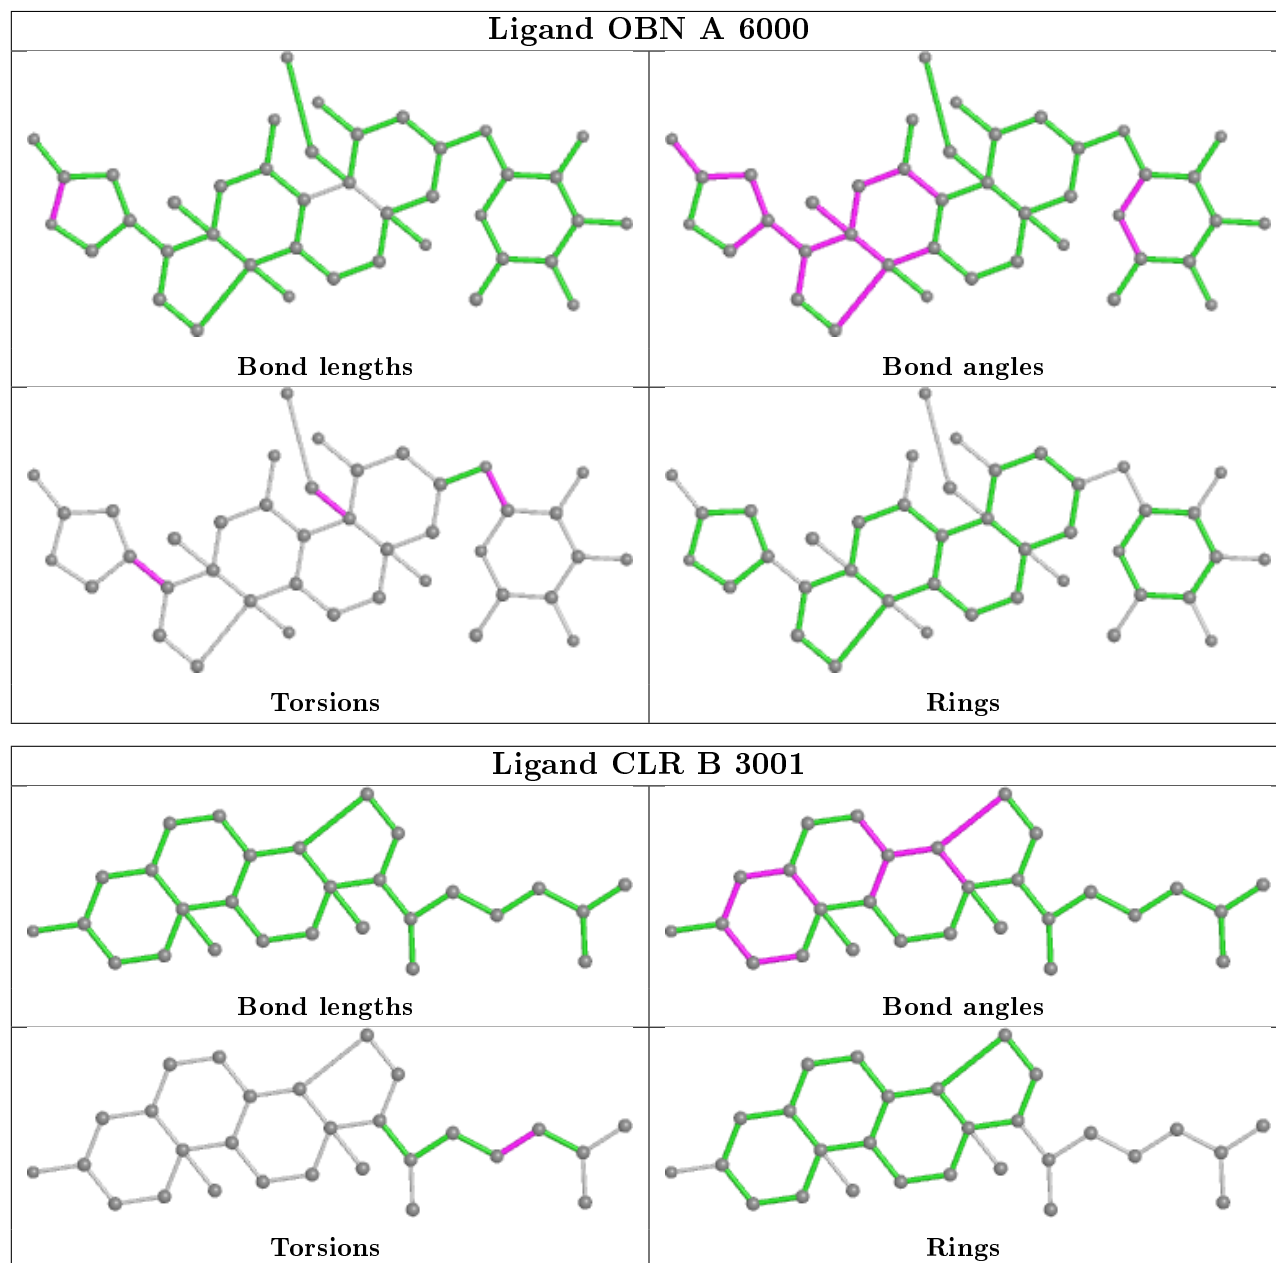 Ligand OBN A 6000
Bond lengths
Bond angles
Torsions
Rings
Ligand CLR B 3001
Bond lengths
Bond angles
Torsions
Rings